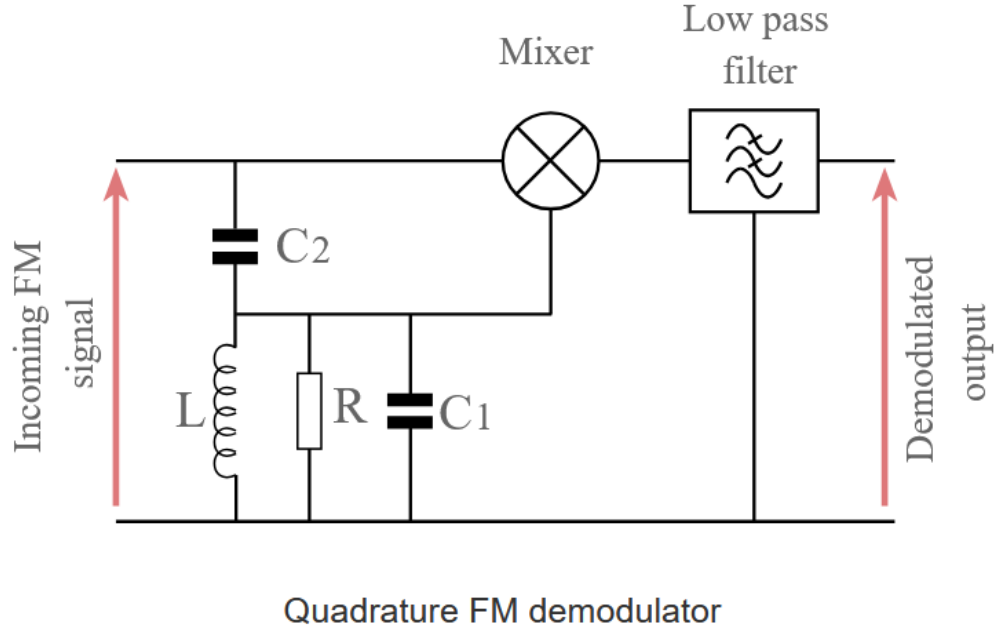 Low pass
filter
Mixer
Incoming FM
signal
C2
L
R
C1
Demodulated
output
Quadrature FM demodulator